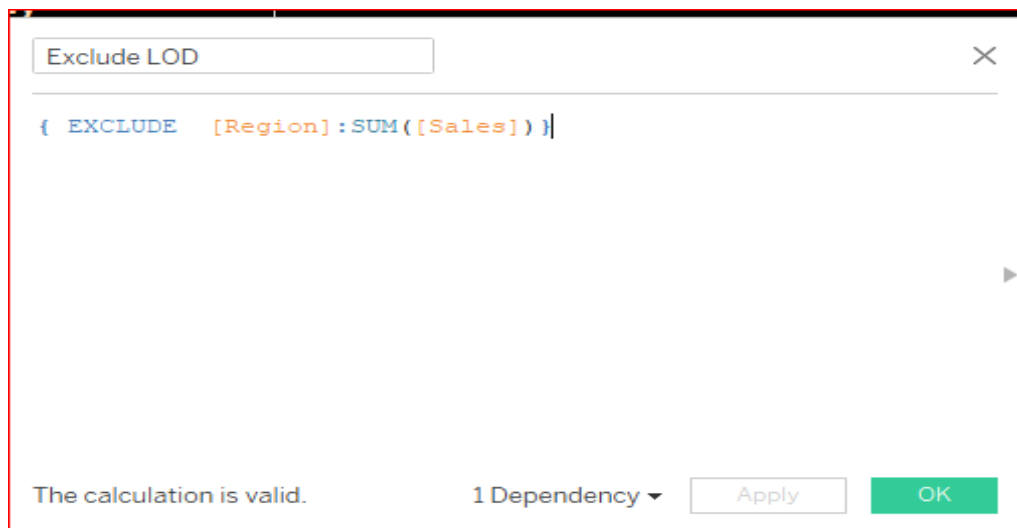 Exclude LOD
{ EXCLUDE  [Region]:SUM([Sales])}
The calculation is valid. 1 Dependency Apply OK